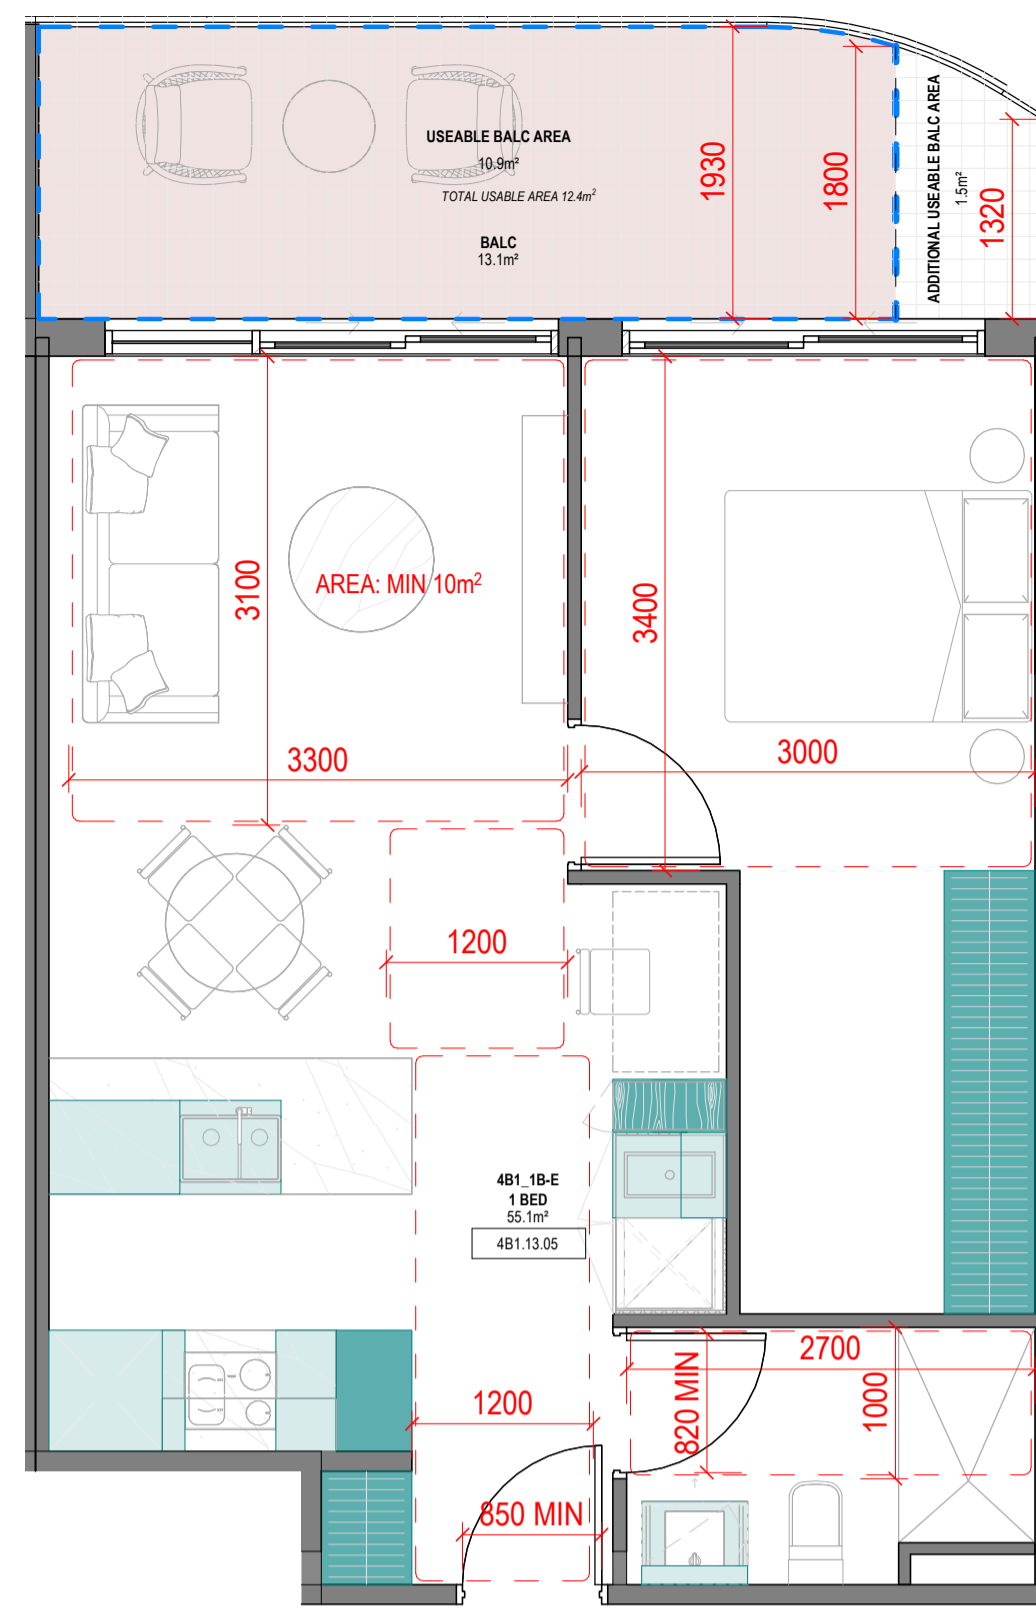 USEABLE BALC AREA
10.9m²
TOTAL USABLE AREA 12.4m²
BALC
13.1m²
1930
1800
ADDITIONAL USEABLE BALC AREA
1.5m²
1320
3100
AREA: MIN 10m²
3400
3300
3000
1200
4B1_1B-E
1 BED
55.1m²
4B1.13.05
2700
820 MIN
1000
1200
850 MIN